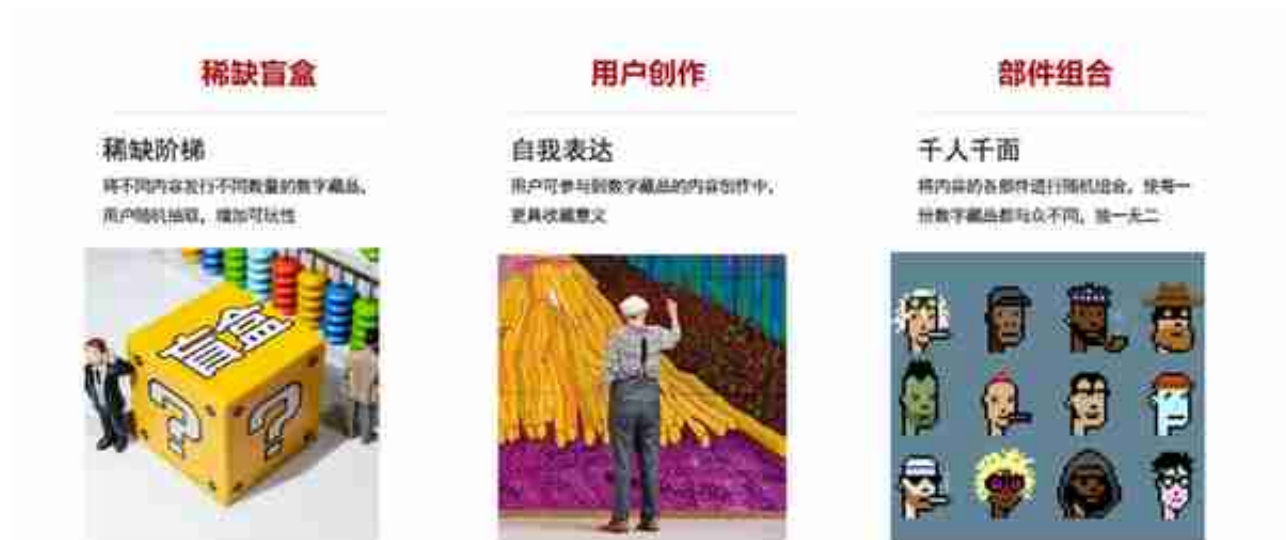 稀缺盲盒
稀缺阶梯
将不同内容发行不同数量的数字藏品，
用户随机抽取，增加可玩性
盲盒
?
?
用户创作
自我表达
用户可参与到数字藏品的内容创作中，
更具收藏意义
部件组合
千人千面
将内容的各部件进行随机组合，使每一
份数字藏品都与众不同，独一无二